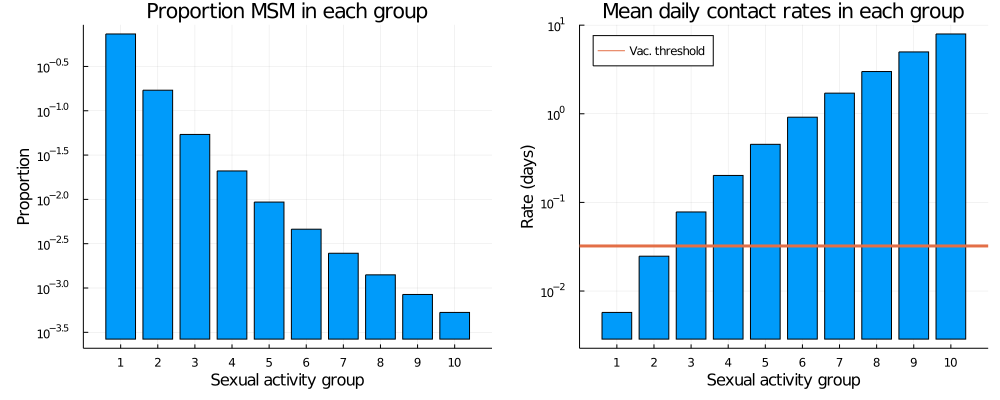 Proportion MSM in each group
Proportion
10^−0.5
10^−1.0
10^−1.5
10^−2.0
10^−2.5
10^−3.0
10^−3.5
1 2 3 4 5 6 7 8 9 10
Sexual activity group
Mean daily contact rates in each group
Rate (days)
10^1
10^0
10^−1
10^−2
Vac. threshold
1 2 3 4 5 6 7 8 9 10
Sexual activity group